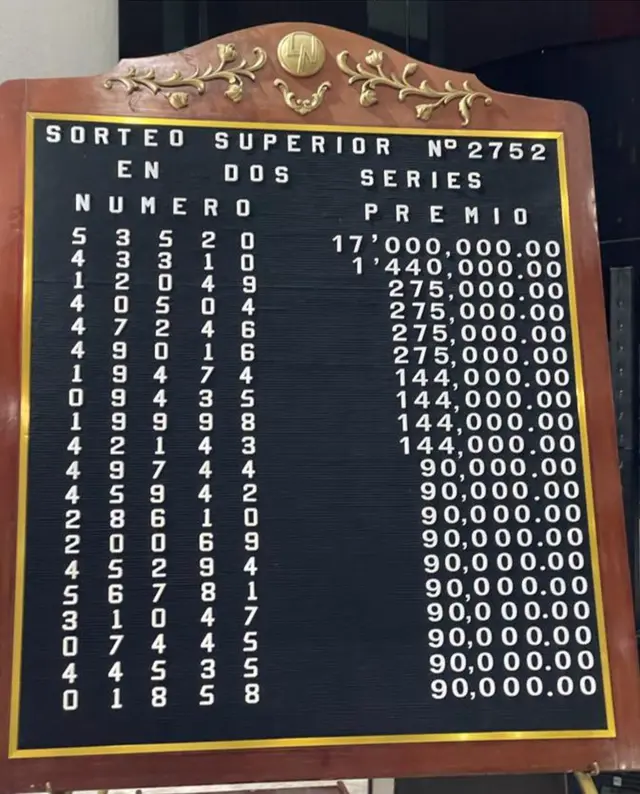 LN
SORTEO SUPERIOR Nº 2752
EN DOS SERIES
NUMERO PREMIO
5 3 5 2 0 17'000,000.00
4 3 3 1 0 1'440,000.00
1 2 0 4 9 275,000.00
4 0 5 0 4 275,000.00
4 7 2 4 6 275,000.00
4 9 0 1 6 275,000.00
1 9 4 7 4 144,000.00
0 9 4 3 5 144,000.00
1 9 9 9 8 144,000.00
4 2 1 4 3 144,000.00
4 9 7 4 4 90,000.00
4 5 9 4 2 90,000.00
2 8 6 1 0 90,000.00
2 0 0 6 9 90,000.00
4 5 2 9 4 90,000.00
5 6 7 8 1 90,000.00
3 1 0 4 7 90,000.00
0 7 4 4 5 90,000.00
4 4 5 3 5 90,000.00
0 1 8 5 8 90,000.00